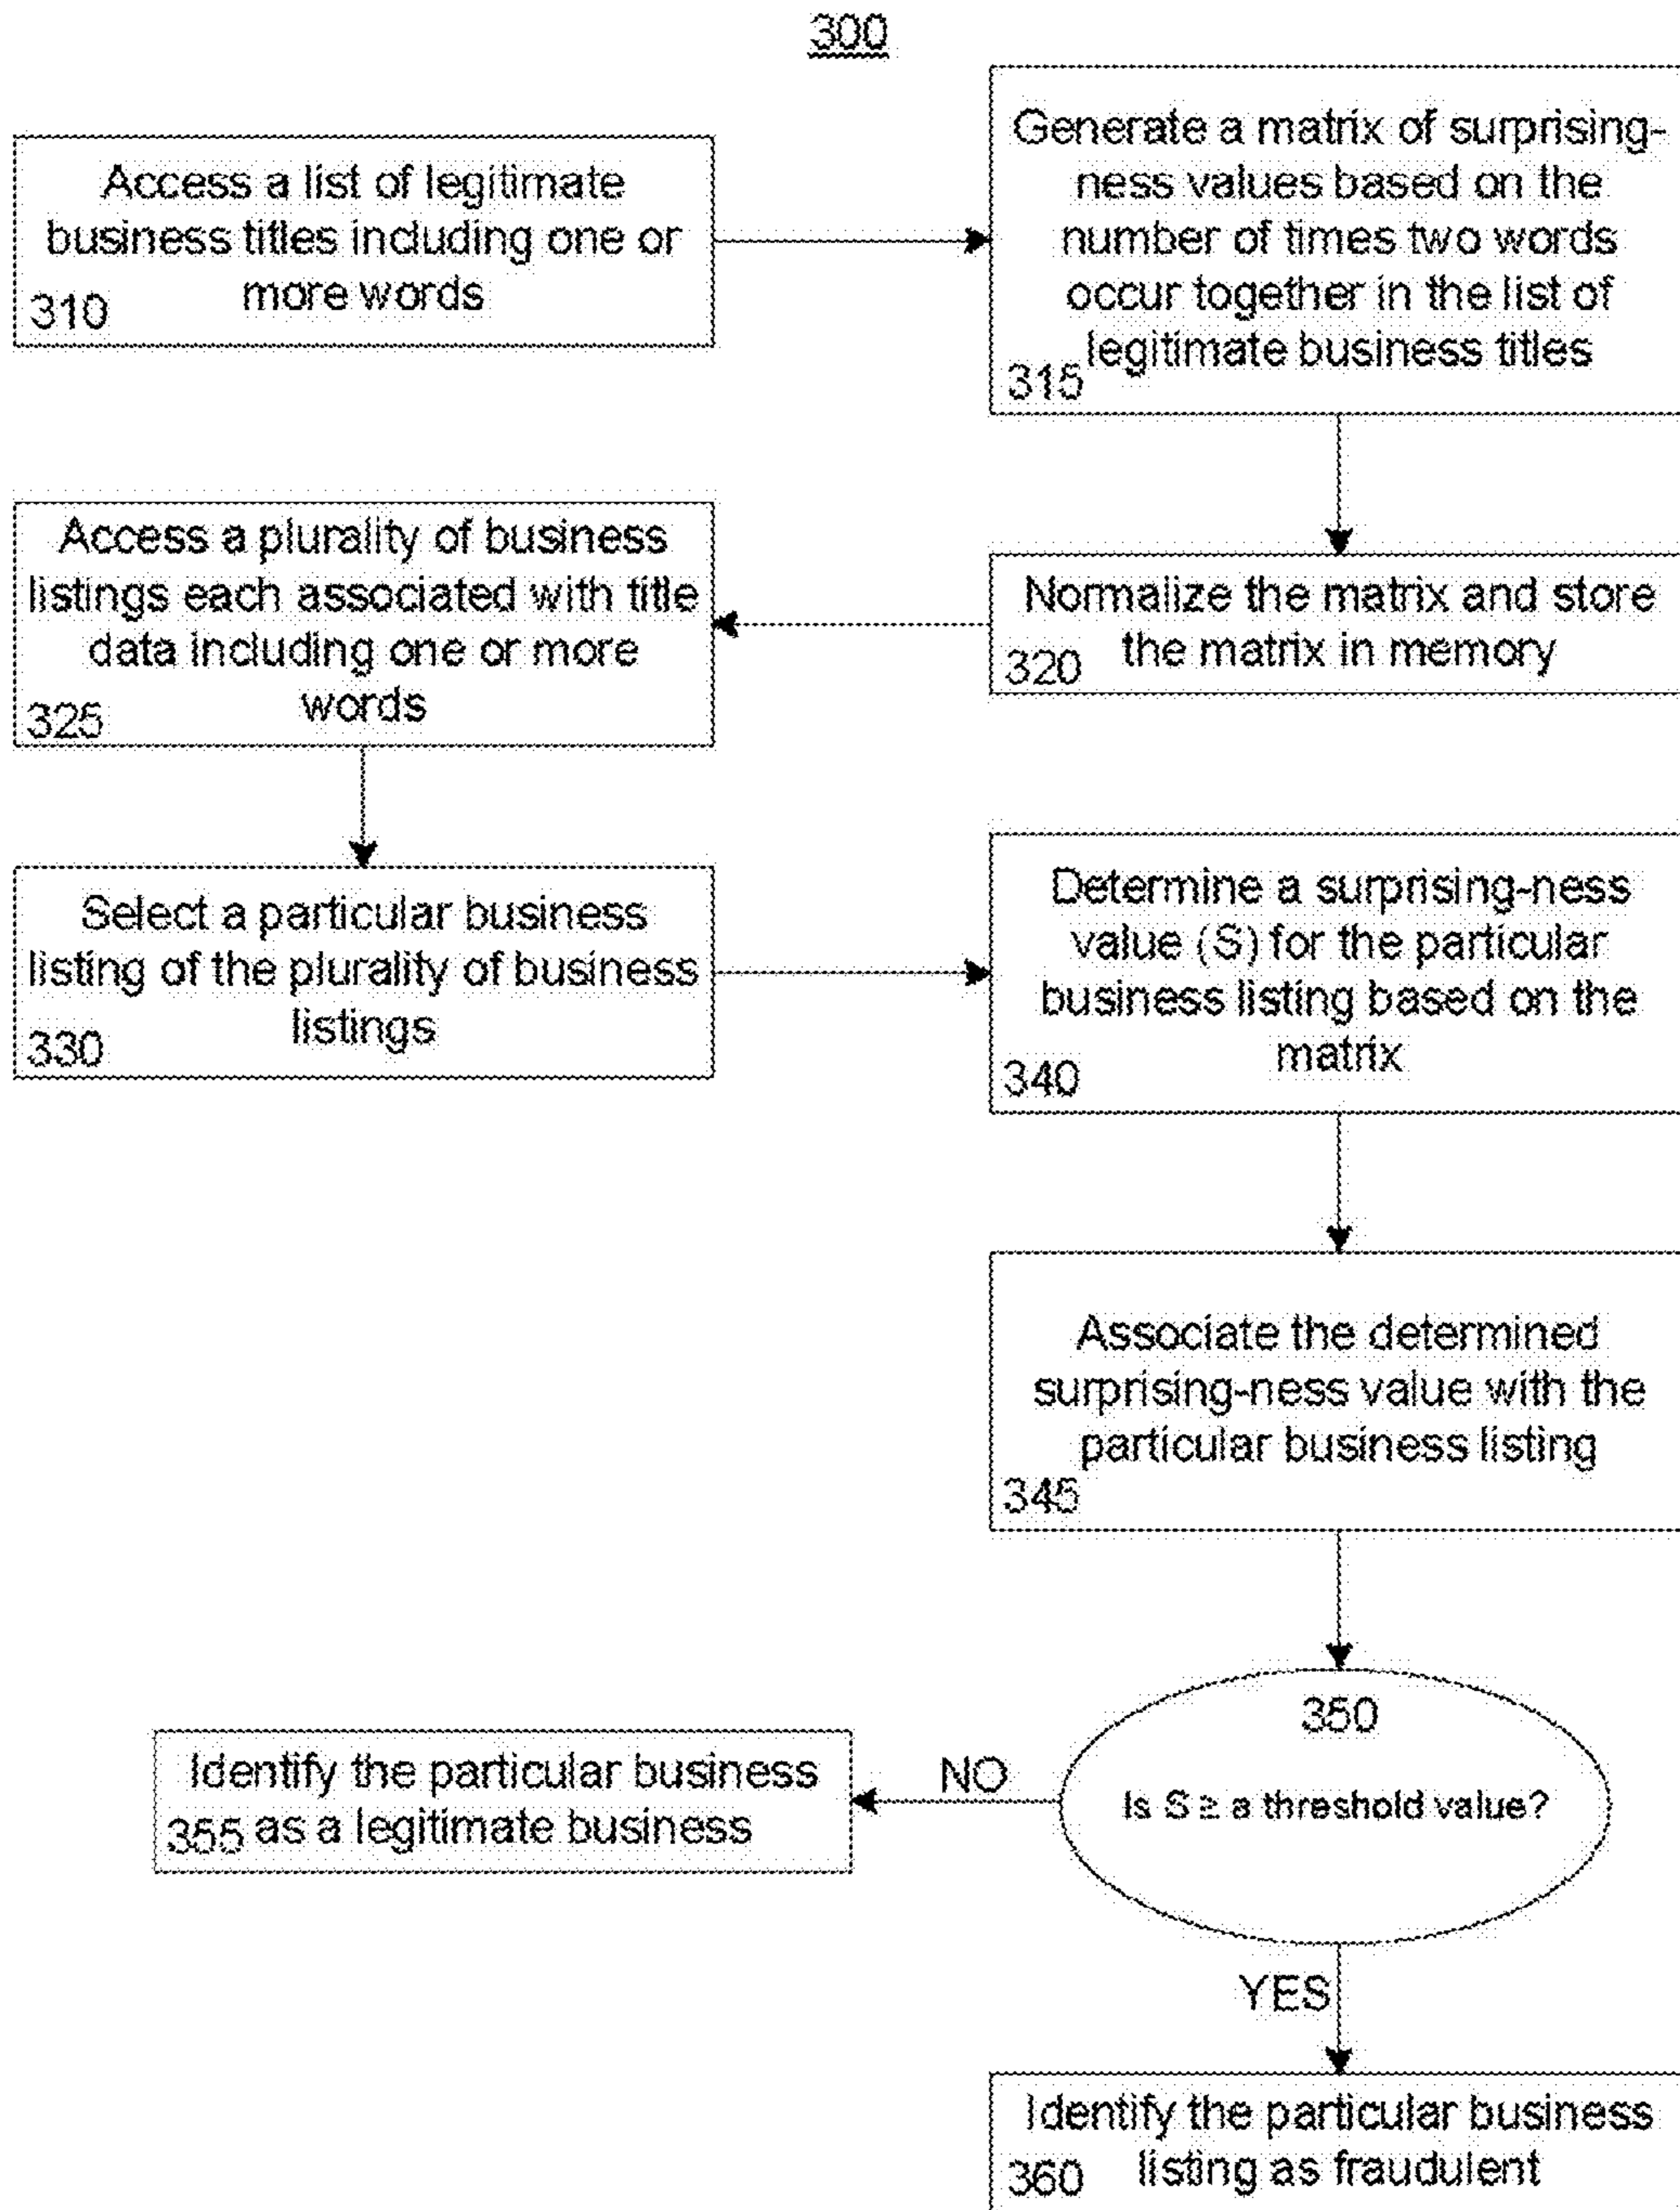 300
Access a list of legitimate
business titles including one or
more words
310
Generate a matrix of surprising-
ness values based on the
number of times two words
occur together in the list of
legitimate business titles
315
Normalize the matrix and store
the matrix in memory
320
Access a plurality of business
listings each associated with title
data including one or more
words
325
Select a particular business
listing of the plurality of business
listings
330
Determine a surprising-ness
value (S) for the particular
business listing based on the
matrix
340
Associate the determined
surprising-ness value with the
particular business listing
345
350
Is S ≥ a threshold value?
NO
Identify the particular business
355 as a legitimate business
YES
Identify the particular business
360 listing as fraudulent